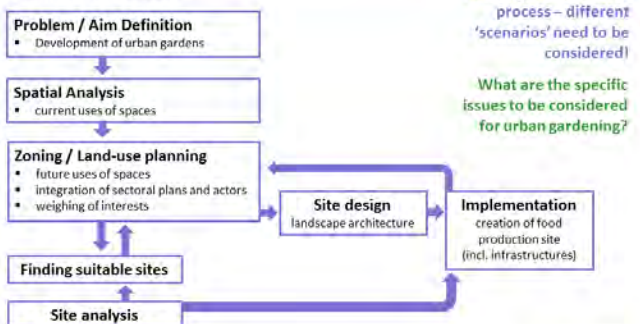 Problem / Aim Definition
▪ Development of urban gardens
Spatial Analysis
▪ current uses of spaces
Zoning / Land-use planning
▪ future uses of spaces
▪ integration of sectoral plans and actors
▪ weighing of interests
Finding suitable sites
Site analysis
Site design
landscape architecture
Implementation
creation of food
production site
(incl. infrastructures)
process – different
'scenarios' need to be
considered!
What are the specific
issues to be considered
for urban gardening?